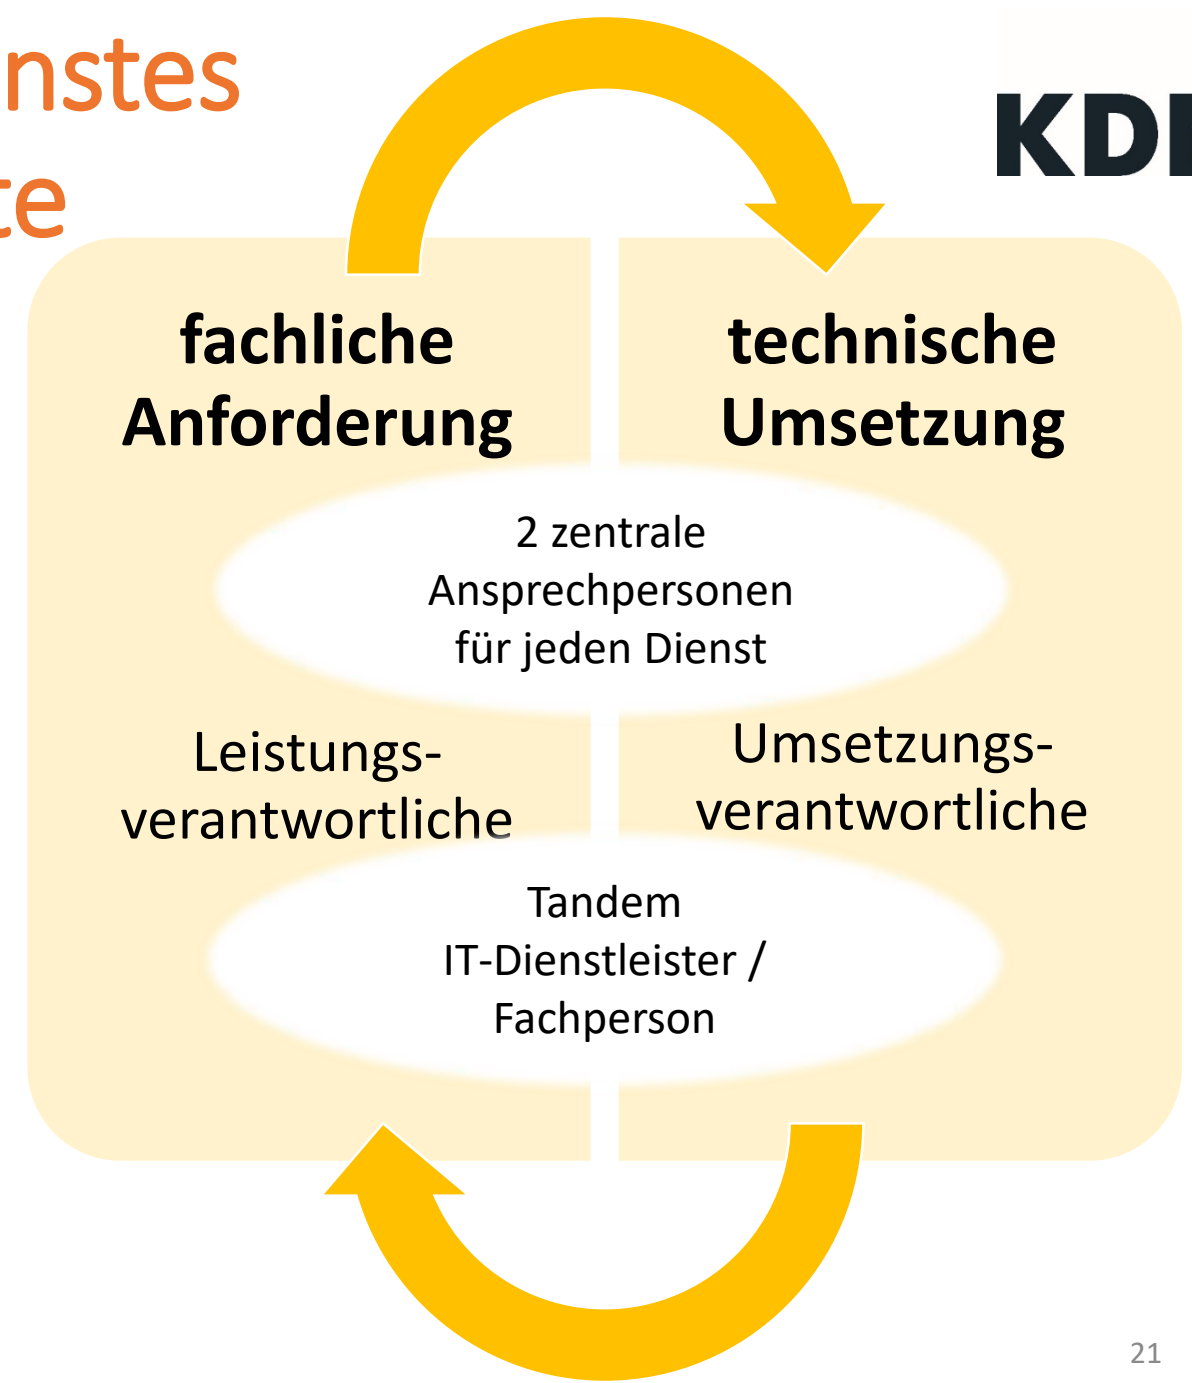 nstes
te
KD
fachliche
Anforderung
technische
Umsetzung
2 zentrale
Ansprechpersonen
für jeden Dienst
Leistungs-
verantwortliche
Umsetzungs-
verantwortliche
Tandem
IT-Dienstleister /
Fachperson
21